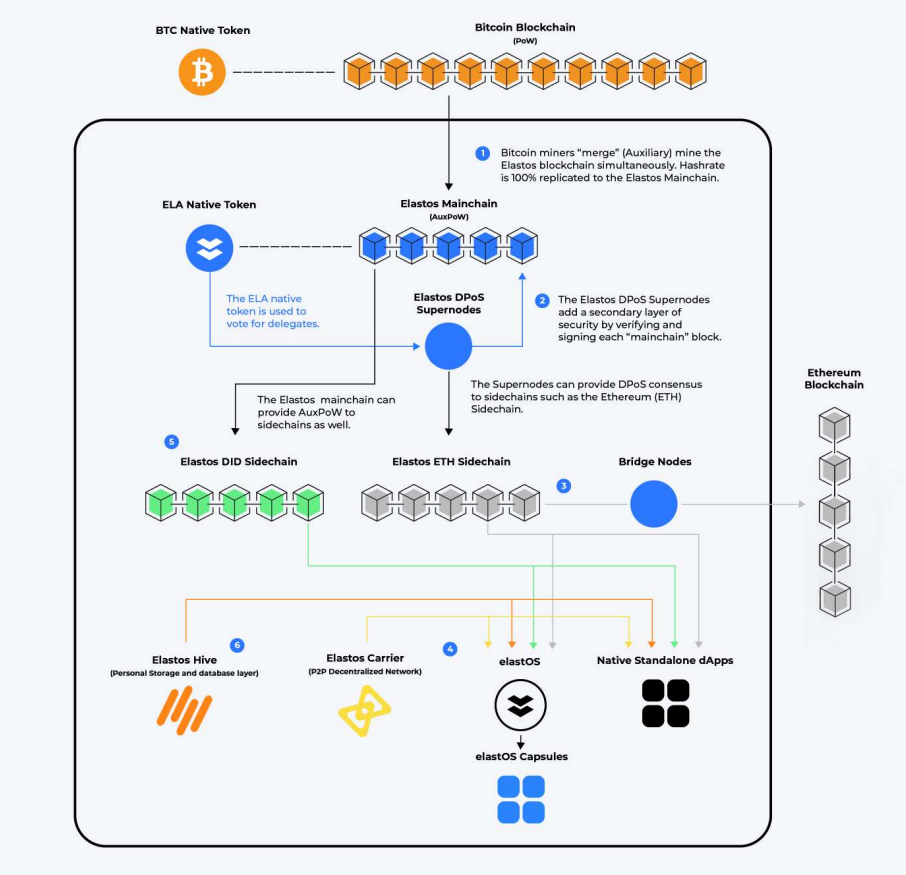 BTC Native Token
Bitcoin Blockchain
(PoW)
1
Bitcoin miners “merge” (Auxiliary) mine the
Elastos blockchain simultaneously. Hashrate
is 100% replicated to the Elastos Mainchain.
ELA Native Token
Elastos Mainchain
(AuxPoW)
The ELA native
token is used to
vote for delegates.
Elastos DPoS
Supernodes
2
The Elastos DPoS Supernodes
add a secondary layer of
security by verifying and
signing each “mainchain” block.
Ethereum
Blockchain
The Elastos mainchain can
provide AuxPoW to
sidechains as well.
The Supernodes can provide DPoS consensus
to sidechains such as the Ethereum (ETH)
Sidechain.
5
Elastos DID Sidechain
Elastos ETH Sidechain
3
Bridge Nodes
6
Elastos Hive
(Personal Storage and database layer)
Elastos Carrier
(P2P Decentralized Network)
4
elastOS
Native Standalone dApps
elastOS Capsules